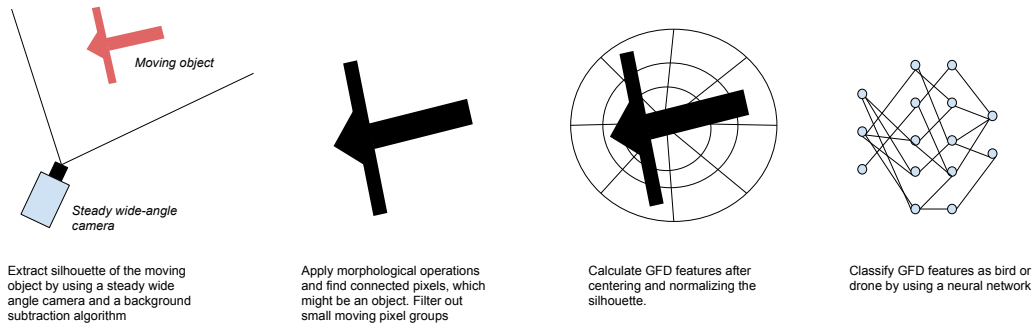 Moving object
Steady wide-angle
camera
Extract silhouette of the moving
object by using a steady wide
angle camera and a background
subtraction algorithm
Apply morphological operations
and find connected pixels, which
might be an object. Filter out
small moving pixel groups
Calculate GFD features after
centering and normalizing the
silhouette.
Classify GFD features as bird or
drone by using a neural network